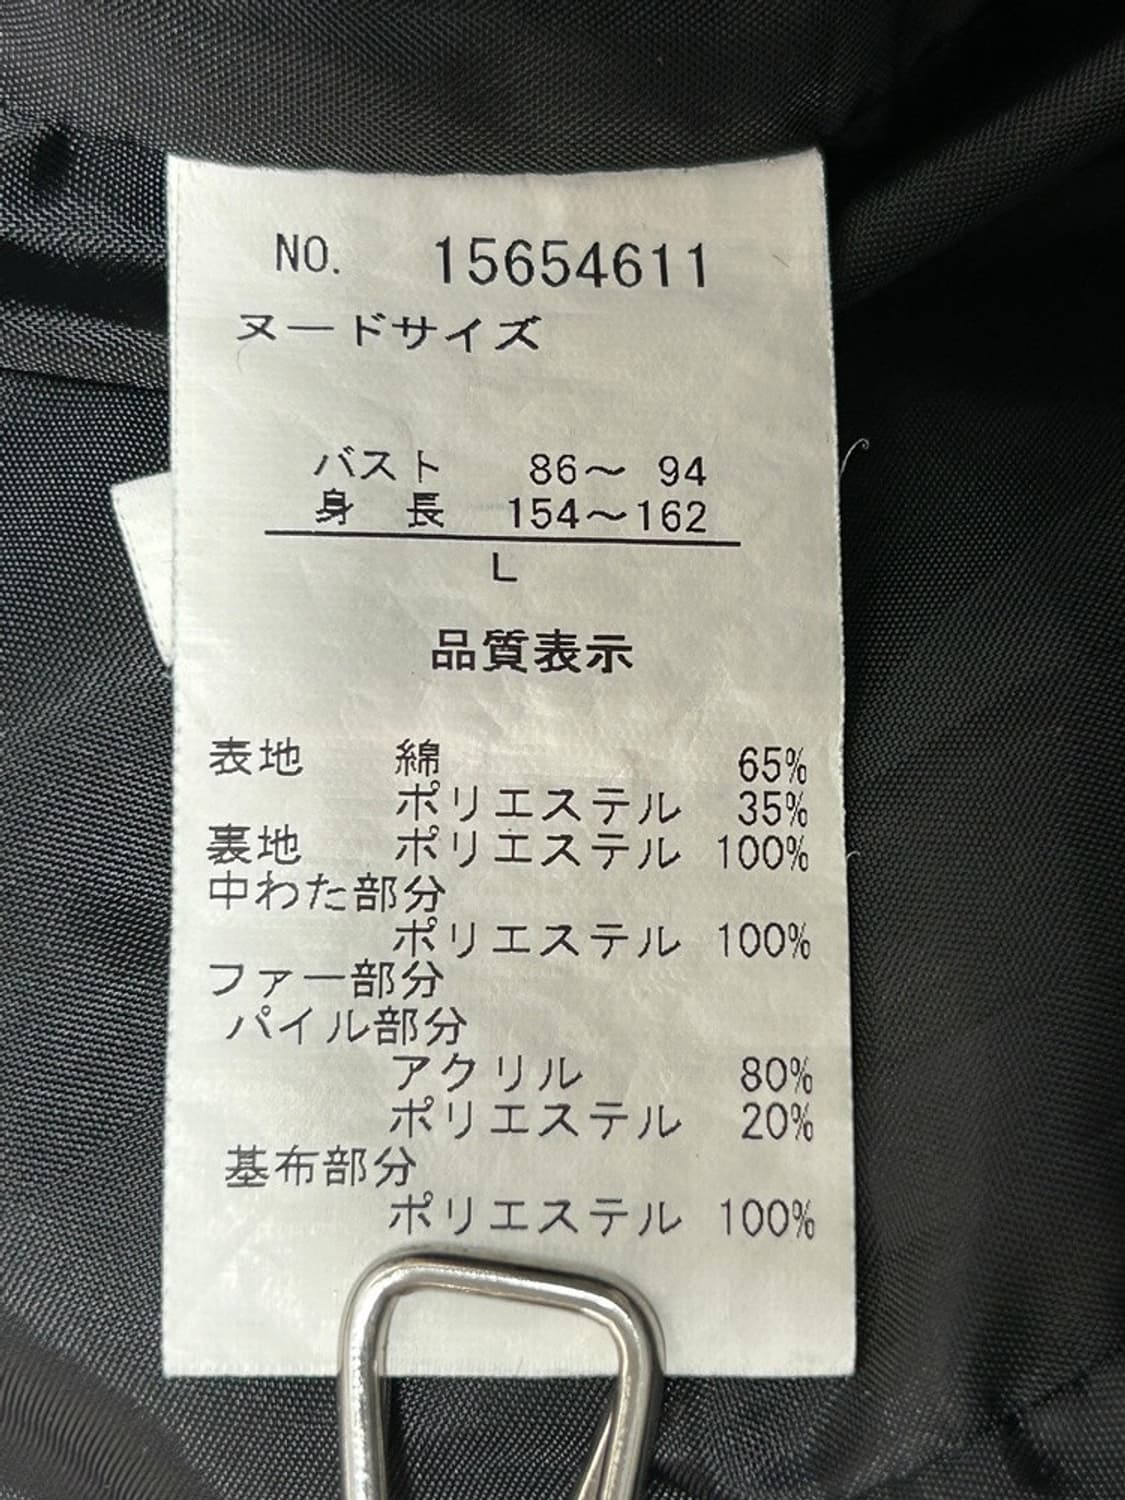 NO. 15654611
ヌードサイズ
バスト 86〜 94
身 長 154〜162
L
品質表示
表地 綿 65%
ポリエステル 35%
裏地 ポリエステル 100%
中わた部分
ポリエステル 100%
ファー部分
パイル部分
アクリル 80%
ポリエステル 20%
基布部分
ポリエステル 100%